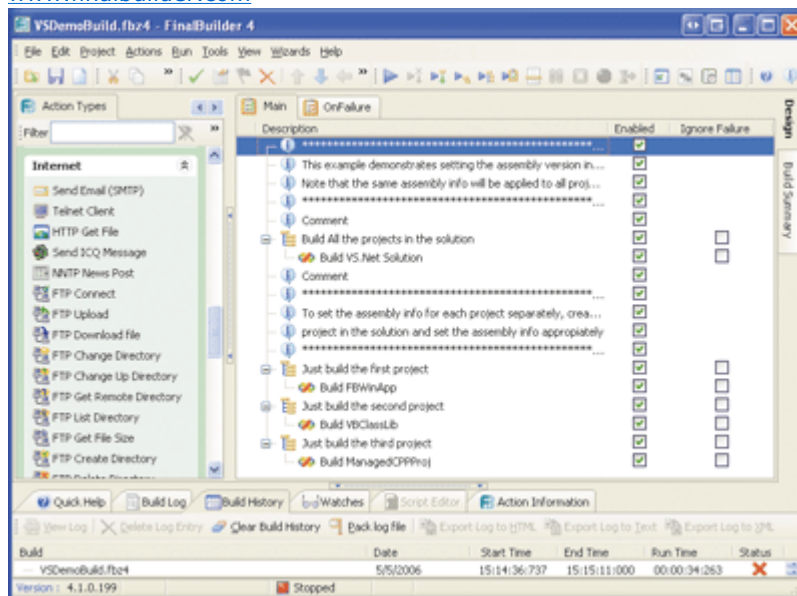 VSDemoBuild.fbz4 - FinalBuilder 4
File Edit Project Actions Run Tools View Wizards Help
Action Types
Filter
Internet
Send Email (SMTP)
Telnet Client
HTTP Get File
Send ICQ Message
NNTP News Post
FTP Connect
FTP Upload
FTP Download file
FTP Change Directory
FTP Change Up Directory
FTP Get Remote Directory
FTP List Directory
FTP Get File Size
FTP Create Directory
FTP Delete Directory
Main OnFailure
Description Enabled Ignore Failure
This example demonstrates setting the assembly version in...
Note that the same assembly info will be applied to all proj...
Comment
Build All the projects in the solution
Build VS.Net Solution
Comment
To set the assembly info for each project separately, crea...
project in the solution and set the assembly info appropiately
Just build the first project
Build FBWinApp
Just build the second project
Build VBClassLib
Just build the third project
Build ManagedCPPProj
Design
Build Summary
Quick Help Build Log Build History Watches Script Editor Action Information
View Log Delete Log Entry Clear Build History Pack log file Export Log to HTML Export Log to Text Export Log to XML
Build Date Start Time End Time Run Time Status
VSDemoBuild.fbz4 5/5/2006 15:14:36:737 15:15:11:000 00:00:34:263
Version : 4.1.0.199 Stopped